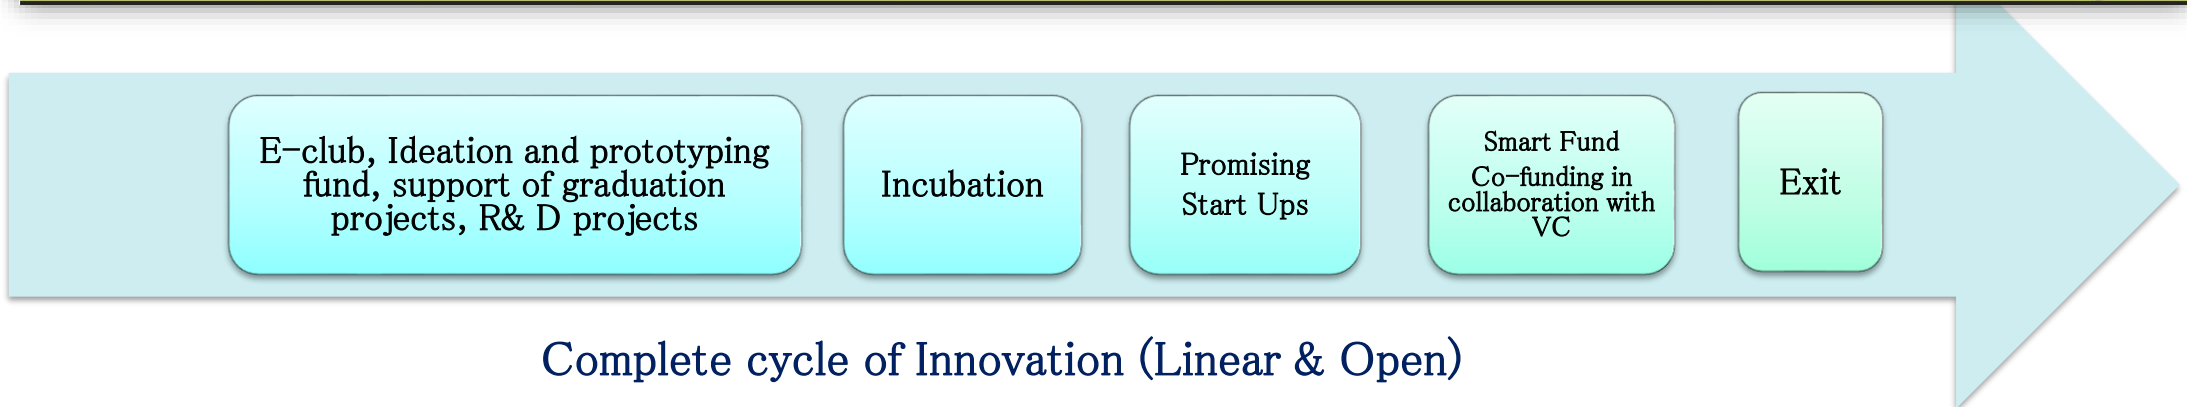 E-club, Ideation and prototyping
fund, support of graduation
projects, R& D projects
Incubation
Promising
Start Ups
Smart Fund
Co-funding in
collaboration with
VC
Exit
Complete cycle of Innovation (Linear & Open)